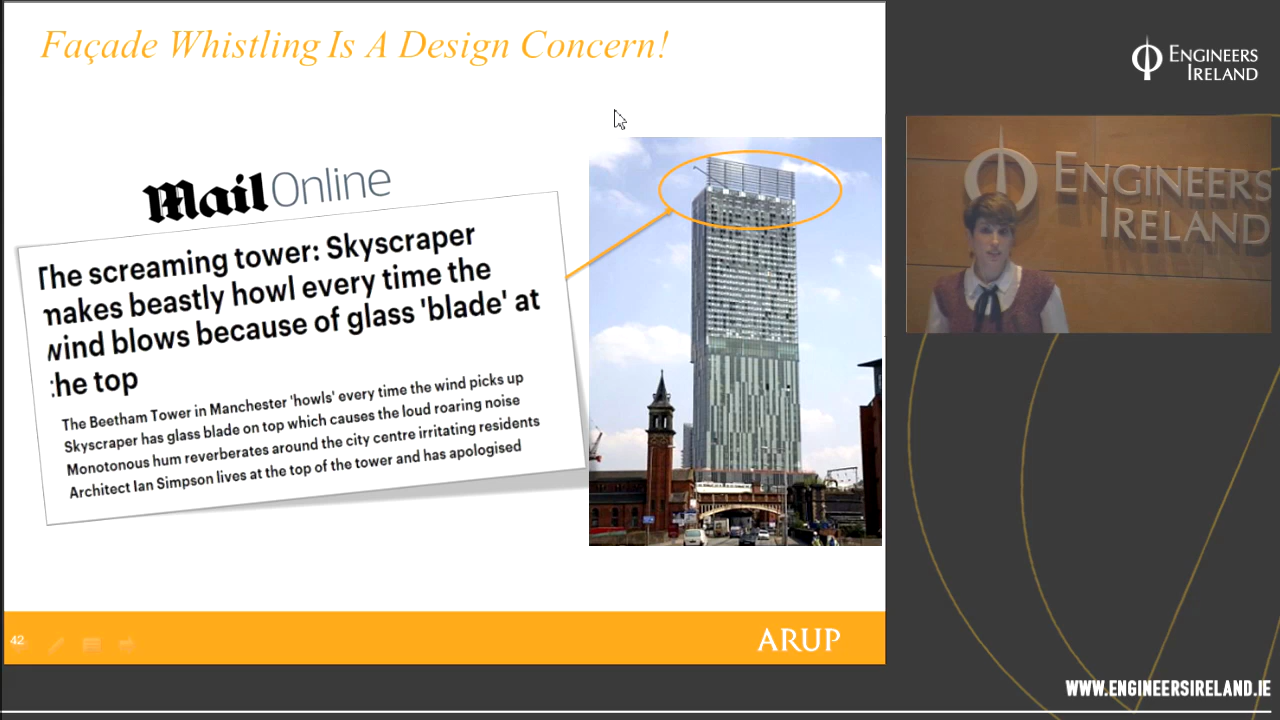 Façade Whistling Is A Design Concern!
Mail Online
The screaming tower: Skyscraper
makes beastly howl every time the
wind blows because of glass 'blade' at
the top
The Beetham Tower in Manchester 'howls' every time the wind picks up
Skyscraper has glass blade on top which causes the loud roaring noise
Monotonous hum reverberates around the city centre irritating residents
Architect Ian Simpson lives at the top of the tower and has apologised
42
ARUP
ENGINEERS
IRELAND
ENGINEERS
IRELAND
WWW.ENGINEERSIRELAND.IE